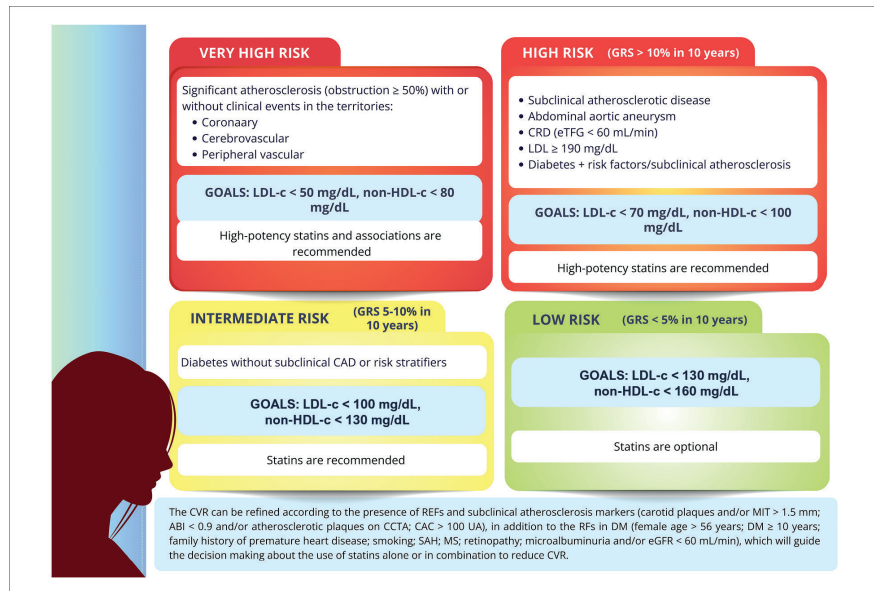 VERY HIGH RISK
Significant atherosclerosis (obstruction ≥ 50%) with or
without clinical events in the territories:
• Coronaary
• Cerebrovascular
• Peripheral vascular
GOALS: LDL-c < 50 mg/dL, non-HDL-c < 80
mg/dL
High-potency statins and associations are
recommended
HIGH RISK (GRS > 10% in 10 years)
• Subclinical atherosclerotic disease
• Abdominal aortic aneurysm
• CRD (eTFG < 60 mL/min)
• LDL ≥ 190 mg/dL
• Diabetes + risk factors/subclinical atherosclerosis
GOALS: LDL-c < 70 mg/dL, non-HDL-c < 100
mg/dL
High-potency statins are recommended
INTERMEDIATE RISK (GRS 5-10% in
10 years)
Diabetes without subclinical CAD or risk stratifiers
GOALS: LDL-c < 100 mg/dL,
non-HDL-c < 130 mg/dL
Statins are recommended
LOW RISK (GRS < 5% in 10 years)
GOALS: LDL-c < 130 mg/dL,
non-HDL-c < 160 mg/dL
Statins are optional
The CVR can be refined according to the presence of REFs and subclinical atherosclerosis markers (carotid plaques and/or MIT > 1.5 mm;
ABI < 0.9 and/or atherosclerotic plaques on CCTA; CAC > 100 UA), in addition to the RFs in DM (female age > 56 years; DM ≥ 10 years;
family history of premature heart disease; smoking; SAH; MS; retinopathy; microalbuminuria and/or eGFR < 60 mL/min), which will guide
the decision making about the use of statins alone or in combination to reduce CVR.